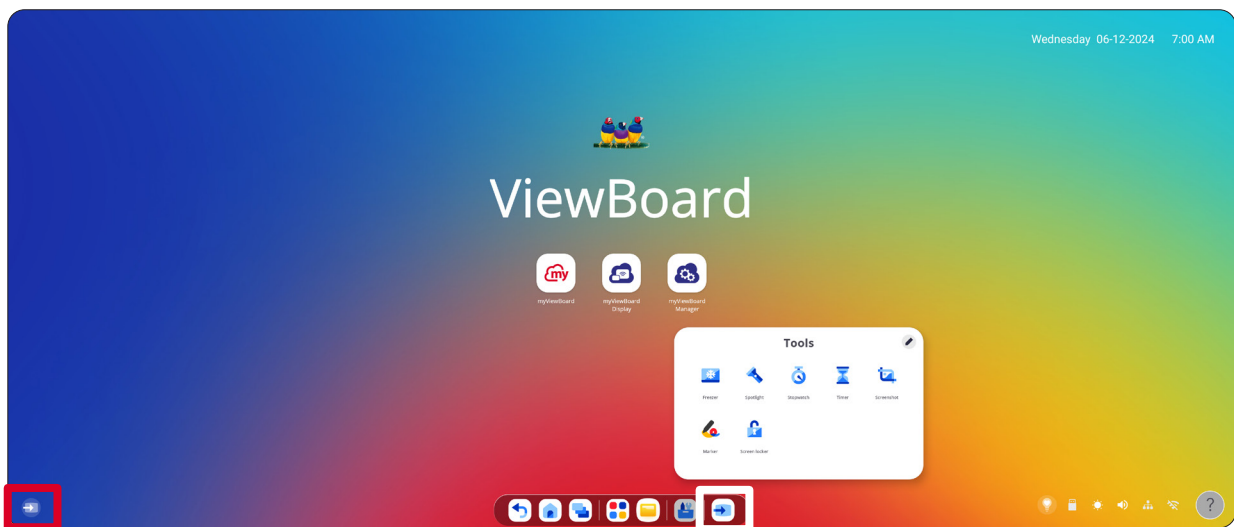 Wednesday 06-12-2024 7:00 AM
ViewBoard
my
myViewBoard
myViewBoard
Display
myViewBoard
Manager
Tools
Freezer
Spotlight
Stopwatch
Timer
Screenshot
Marker
Screen locker
?